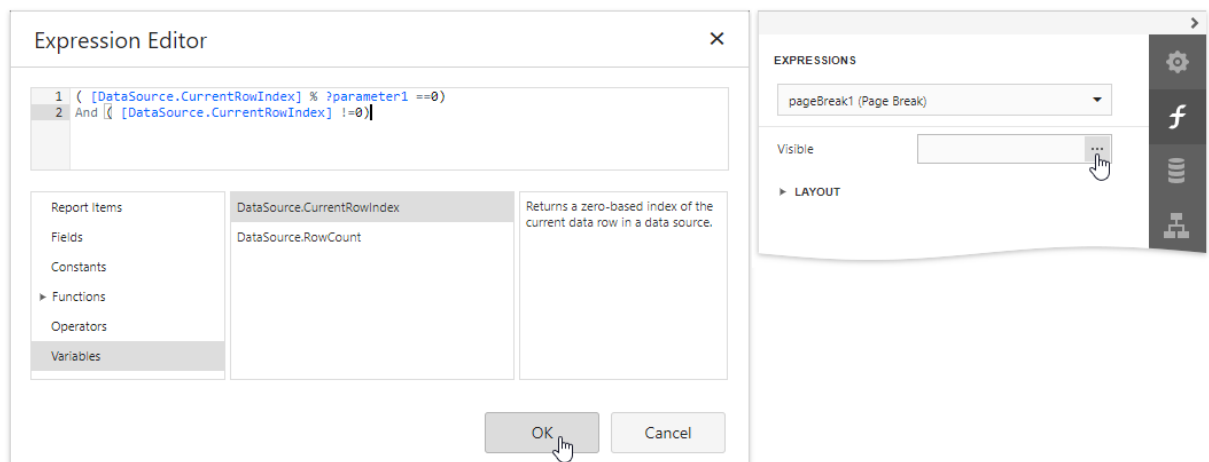 Expression Editor
1 ( [DataSource.CurrentRowIndex] % ?parameter1 ==0)
2 And ( [DataSource.CurrentRowIndex] !=0)
Report Items
Fields
Constants
Functions
Operators
Variables
DataSource.CurrentRowIndex
DataSource.RowCount
Returns a zero-based index of the
current data row in a data source.
OK
Cancel
EXPRESSIONS
pageBreak1 (Page Break)
Visible
...
LAYOUT